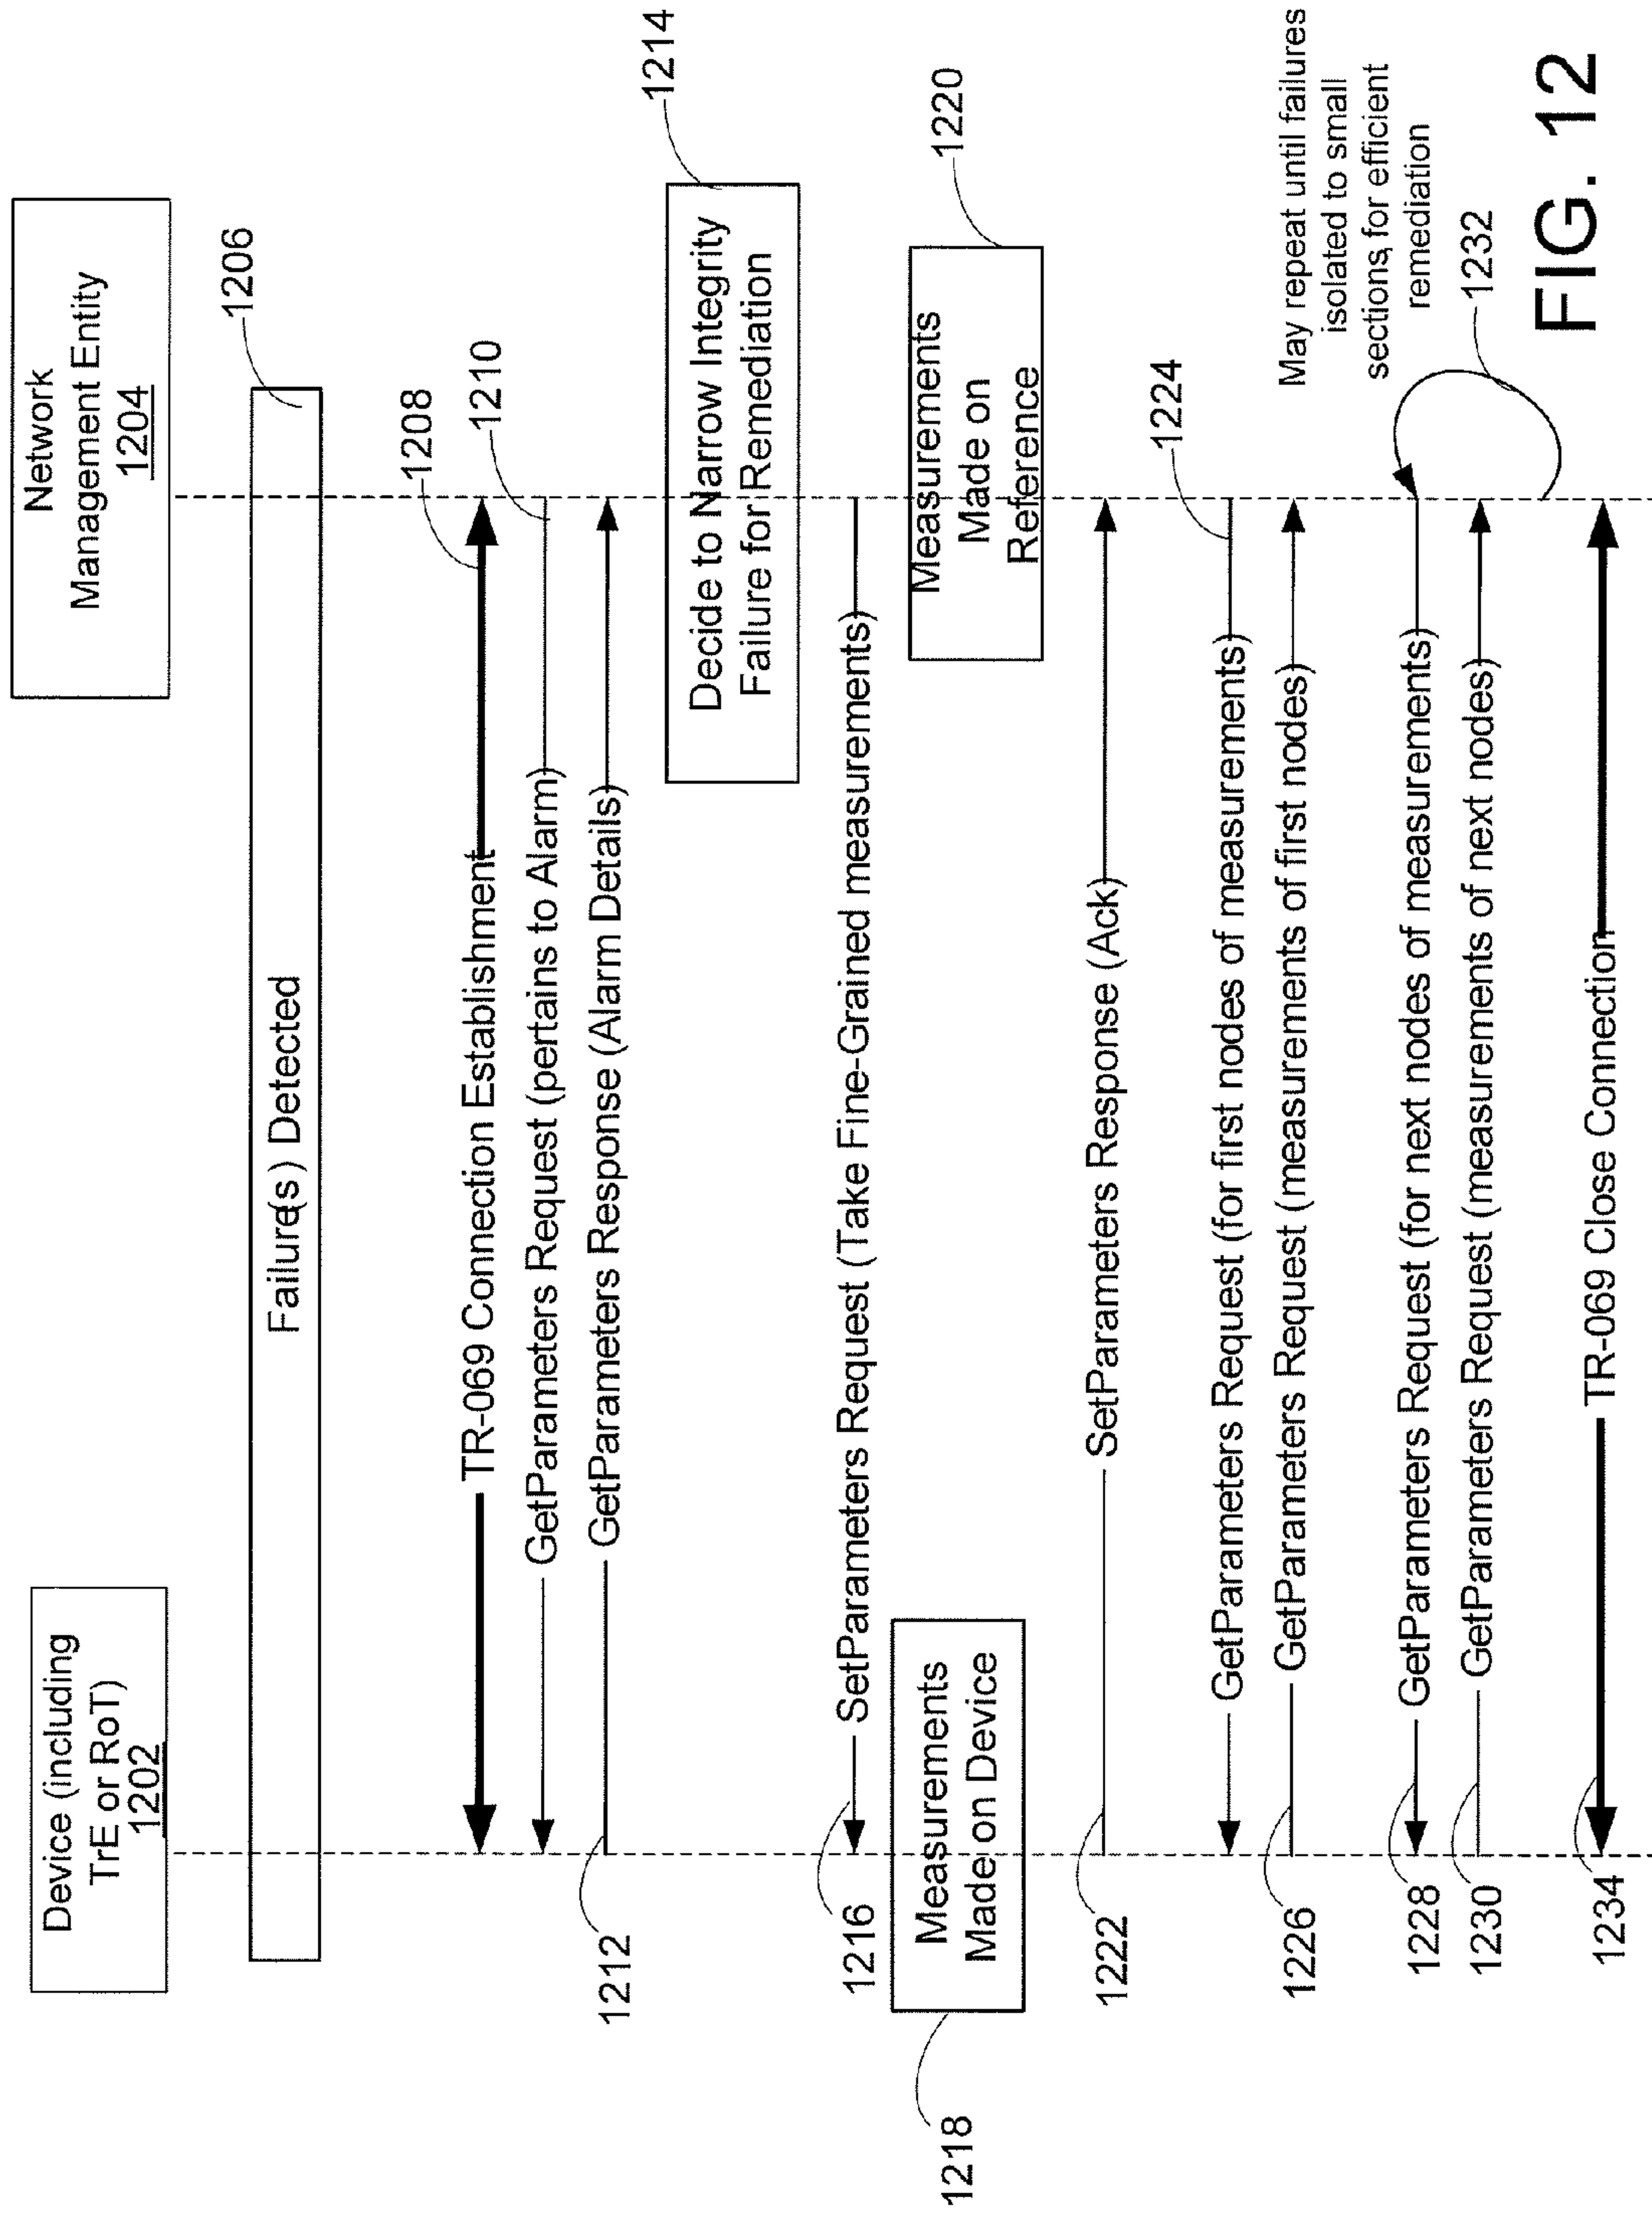 Device (including
TrE or RoT)
1202
Network
Management Entity
1204
Failure(s) Detected
1206
TR-069 Connection Establishment
1208
GetParameters Request (pertains to Alarm)
1210
GetParameters Response (Alarm Details)
1212
Decide to Narrow Integrity
Failure for Remediation
1214
SetParameters Request (Take Fine-Grained measurements)
1216
Measurements
Made on Device
1218
Measurements
Made on
Reference
1220
SetParameters Response (Ack)
1222
GetParameters Request (for first nodes of measurements)
1224
GetParameters Request (measurements of first nodes)
1226
GetParameters Request (for next nodes of measurements)
1228
GetParameters Request (measurements of next nodes)
1230
May repeat until failures
isolated to small
sections, for efficient
remediation
1232
TR-069 Close Connection
1234
FIG. 12